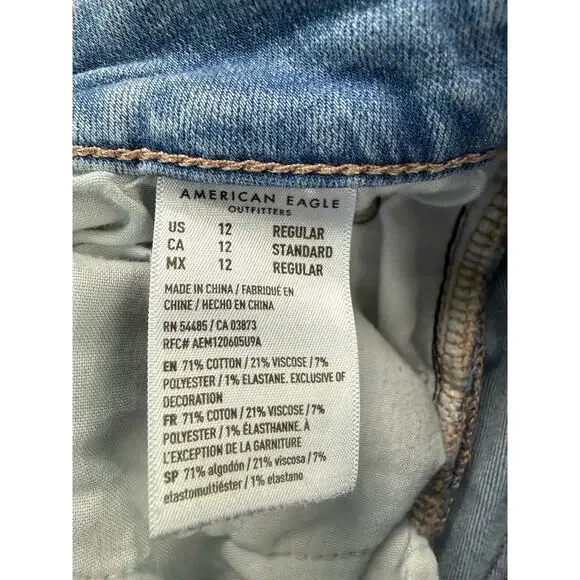 AMERICAN EAGLE
OUTFITTERS
US 12 REGULAR
CA 12 STANDARD
MX 12 REGULAR
MADE IN CHINA / FABRIQUÉ EN
CHINE / HECHO EN CHINA
RN 54485 / CA 03873
RFC# AEM120605U9A
EN 71% COTTON / 21% VISCOSE / 7%
POLYESTER / 1% ELASTANE. EXCLUSIVE OF
DECORATION
FR 71% COTON / 21% VISCOSE / 7%
POLYESTER / 1% ÉLASTHANNE. À
L'EXCEPTION DE LA GARNITURE
SP 71% algodón / 21% viscosa / 7%
elastomultiéster / 1% elastano